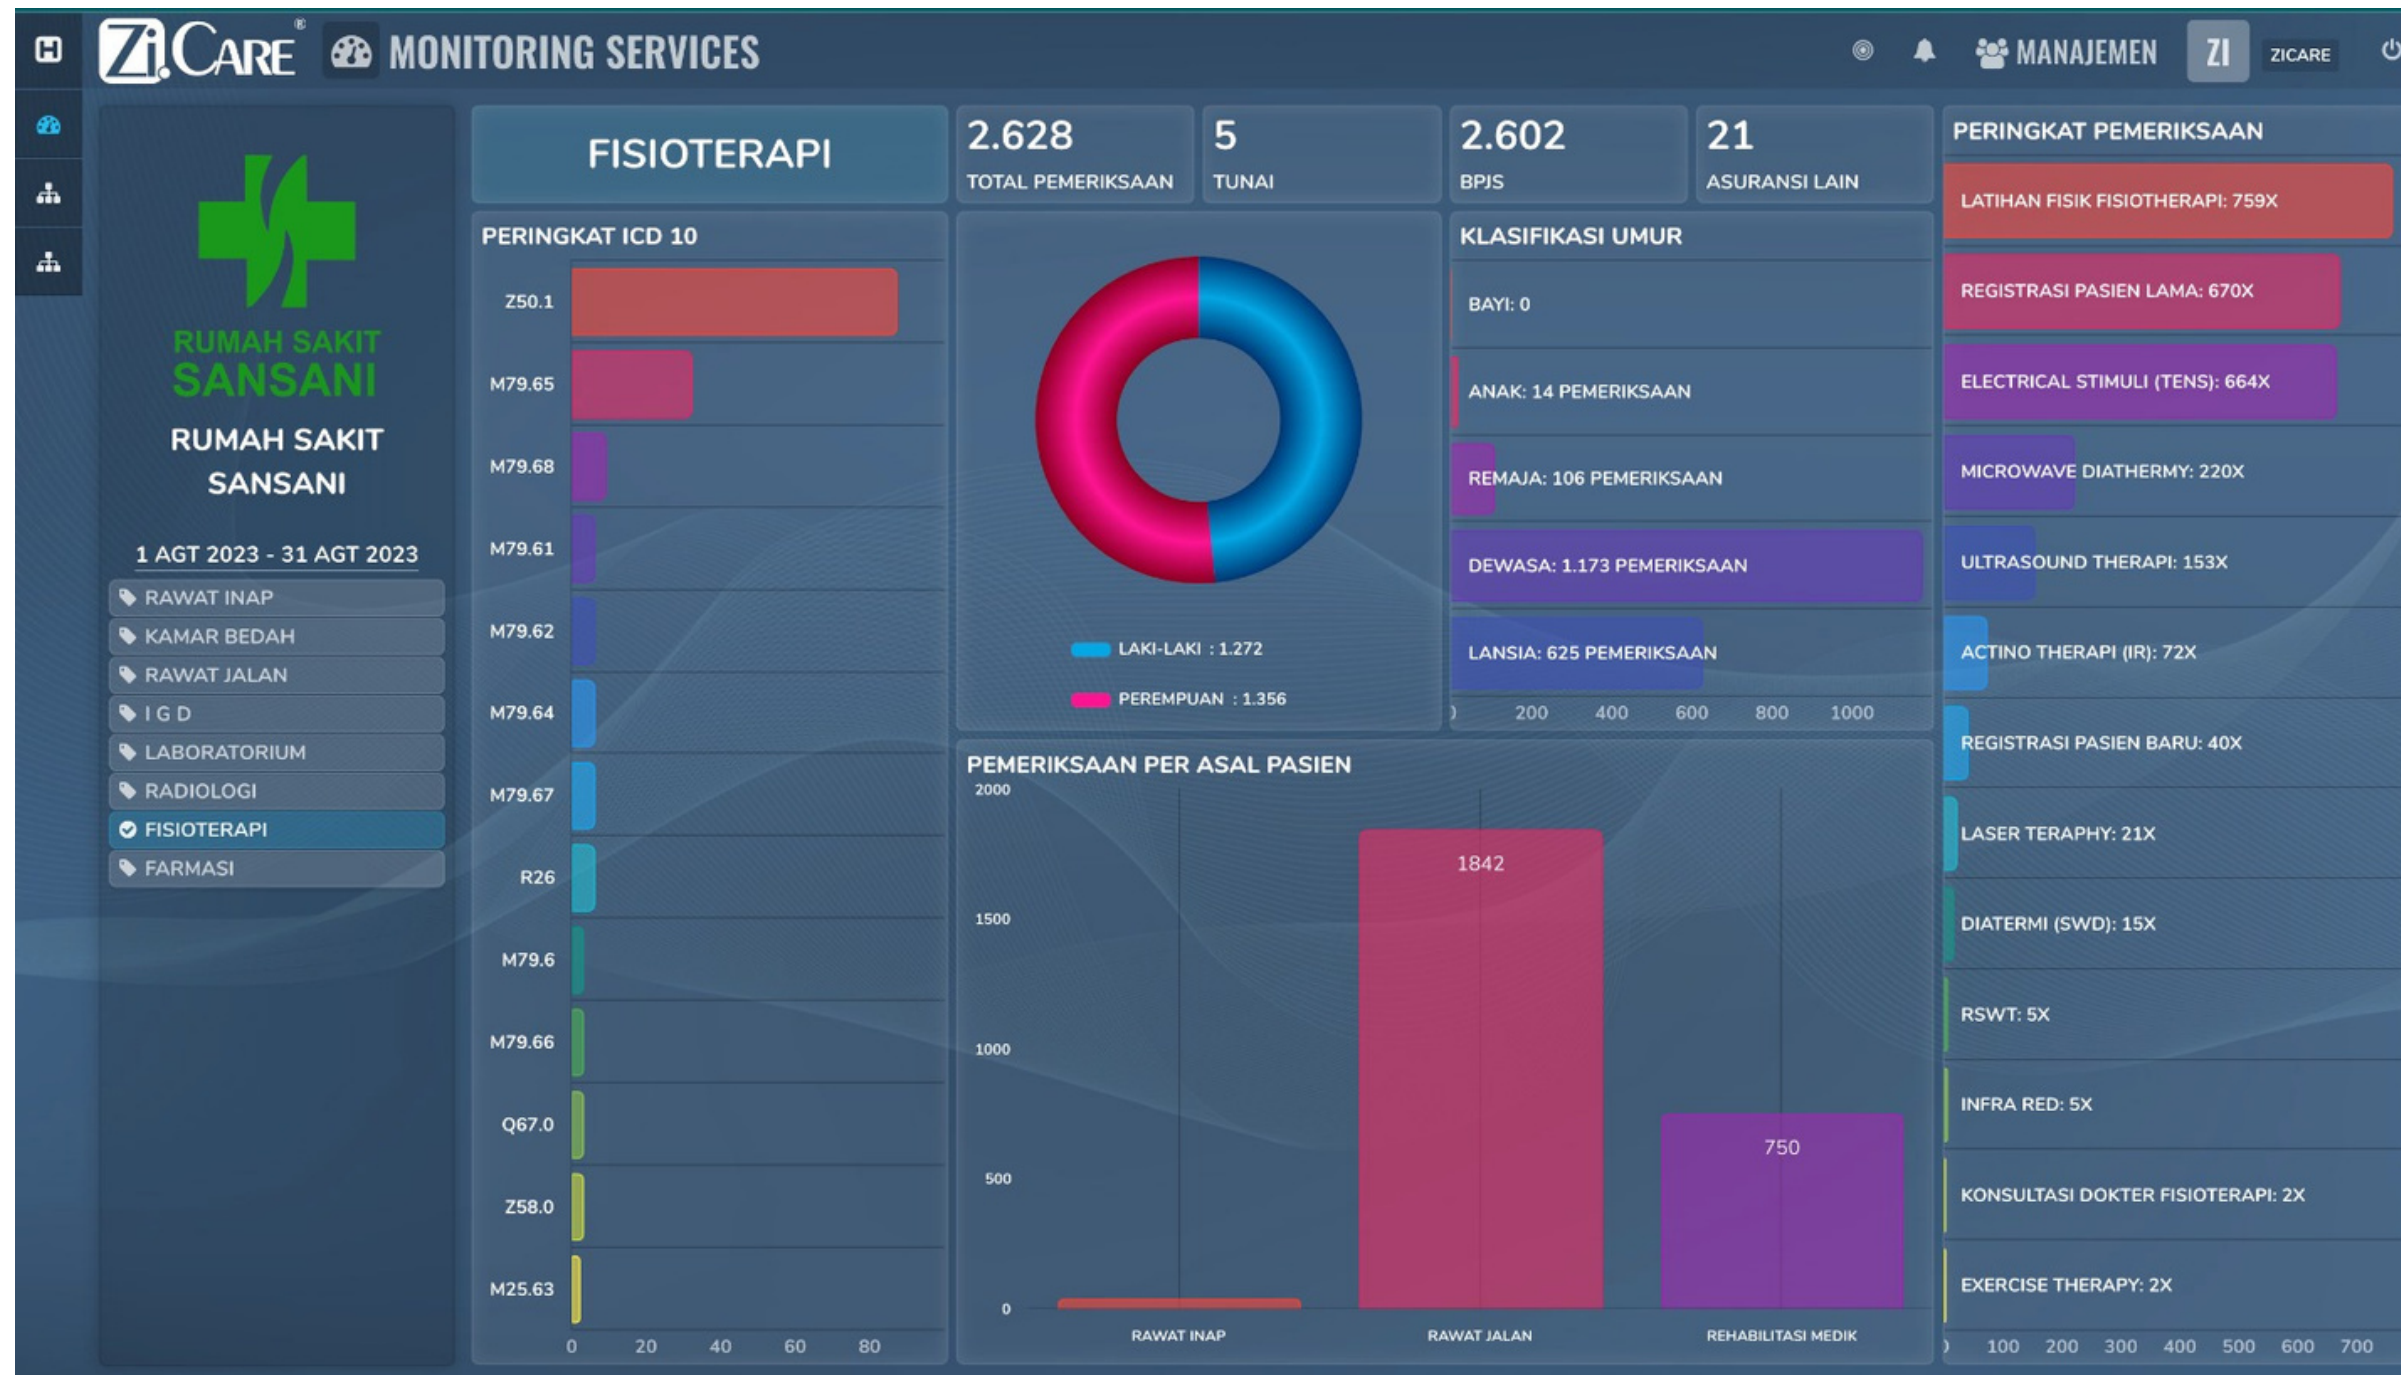 Zi.CARE® MONITORING SERVICES
MANAJEMEN
ZI
ZICARE
RUMAH SAKIT
SANSANI
RUMAH SAKIT
SANSANI
1 AGT 2023 - 31 AGT 2023
RAWAT INAP
KAMAR BEDAH
RAWAT JALAN
I G D
LABORATORIUM
RADIOLOGI
FISIOTERAPI
FARMASI
FISIOTERAPI
2.628
TOTAL PEMERIKSAAN
5
TUNAI
2.602
BPJS
21
ASURANSI LAIN
PERINGKAT ICD 10
Z50.1
M79.65
M79.68
M79.61
M79.62
M79.64
M79.67
R26
M79.6
M79.66
Q67.0
Z58.0
M25.63
0 20 40 60 80
LAKI-LAKI : 1.272
PEREMPUAN : 1.356
KLASIFIKASI UMUR
BAYI: 0
ANAK: 14 PEMERIKSAAN
REMAJA: 106 PEMERIKSAAN
DEWASA: 1.173 PEMERIKSAAN
LANSIA: 625 PEMERIKSAAN
200 400 600 800 1000
PEMERIKSAAN PER ASAL PASIEN
2000
1500
1000
500
0
1842
750
RAWAT INAP RAWAT JALAN REHABILITASI MEDIK
PERINGKAT PEMERIKSAAN
LATIHAN FISIK FISIOTHERAPI: 759X
REGISTRASI PASIEN LAMA: 670X
ELECTRICAL STIMULI (TENS): 664X
MICROWAVE DIATHERMY: 220X
ULTRASOUND THERAPI: 153X
ACTINO THERAPI (IR): 72X
REGISTRASI PASIEN BARU: 40X
LASER TERAPHY: 21X
DIATERMI (SWD): 15X
RSWT: 5X
INFRA RED: 5X
KONSULTASI DOKTER FISIOTERAPI: 2X
EXERCISE THERAPY: 2X
100 200 300 400 500 600 700